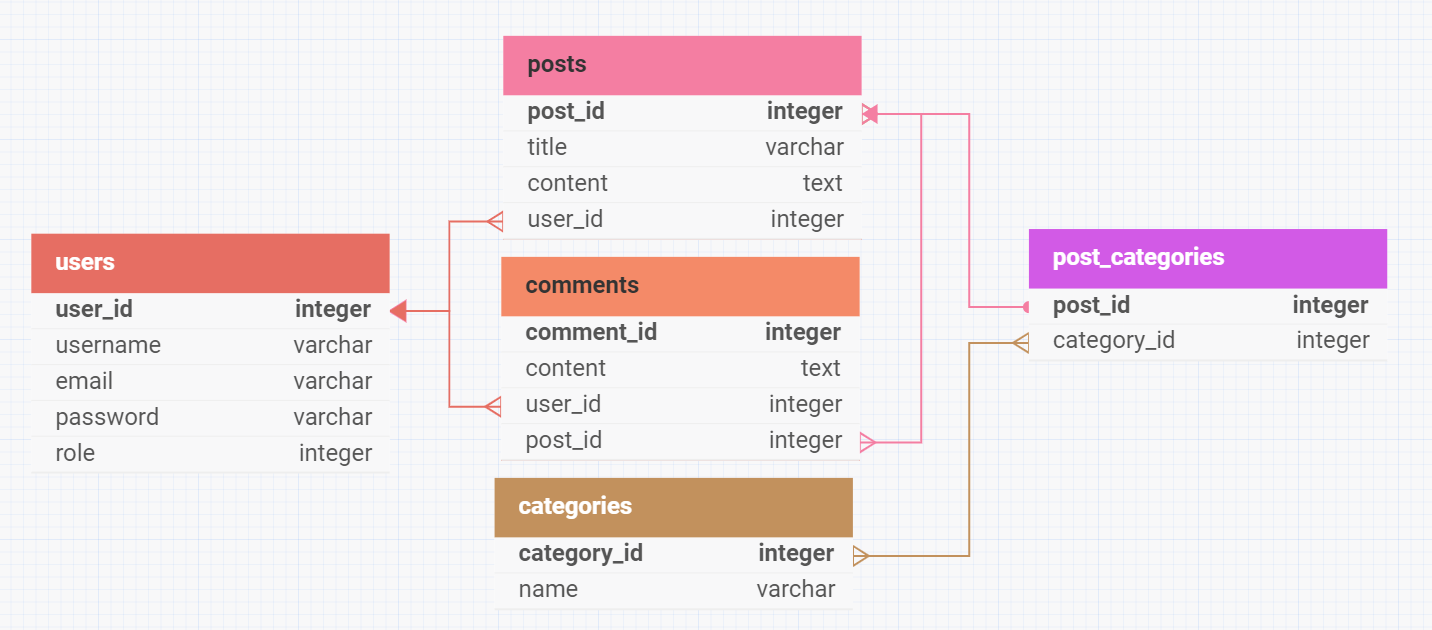 posts
post_id integer
title varchar
content text
user_id integer
users
user_id integer
username varchar
email varchar
password varchar
role integer
comments
comment_id integer
content text
user_id integer
post_id integer
categories
category_id integer
name varchar
post_categories
post_id integer
category_id integer